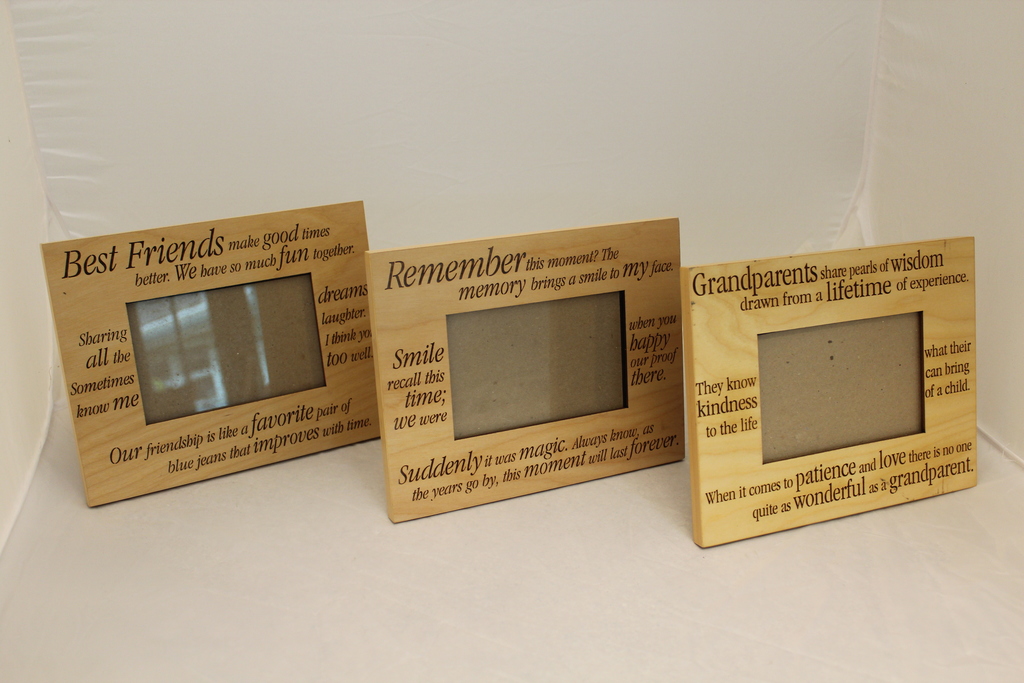 Best Friends make good times
better. We have so much fun together.
Sharing dreams
all the laughter.
Sometimes I think you
know me too well.
Our friendship is like a favorite pair of
blue jeans that improves with time.
Remember this moment? The
memory brings a smile to my face.
Smile when you
recall this happy
time; our proof
we were there.
Suddenly it was magic. Always know, as
the years go by, this moment will last forever.
Grandparents share pearls of wisdom
drawn from a lifetime of experience.
They know what their
kindness can bring
to the life of a child.
When it comes to patience and love there is no one
quite as wonderful as a grandparent.